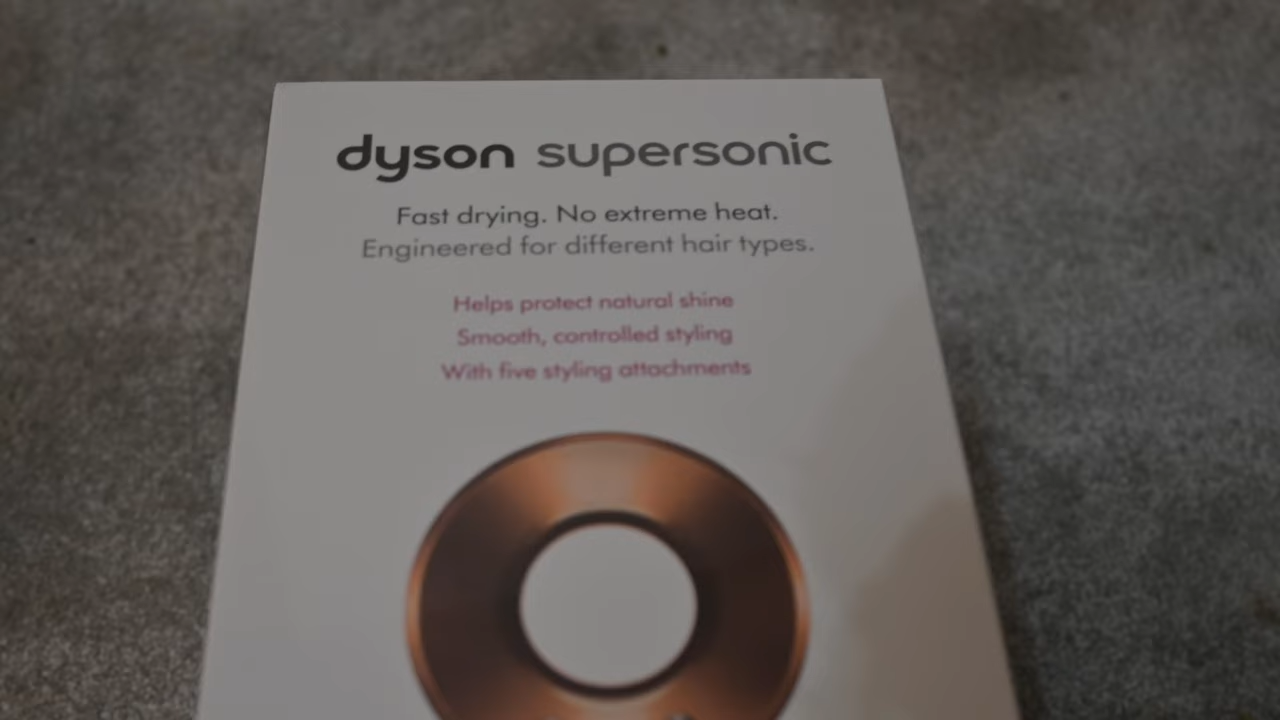 dyson supersonic
Fast drying. No extreme heat.
Engineered for different hair types.
Helps protect natural shine
Smooth, controlled styling
With five styling attachments